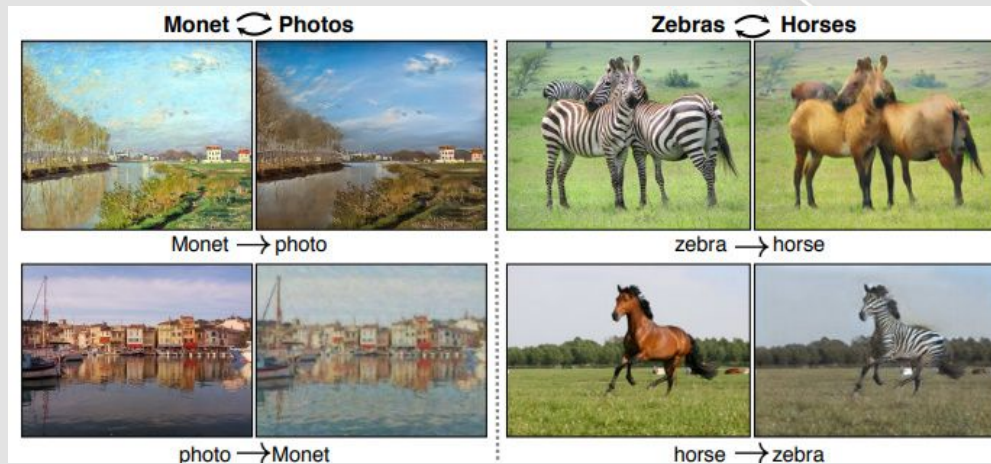 Monet ⇄ Photos
Zebras ⇄ Horses
Monet → photo
zebra → horse
photo → Monet
horse → zebra